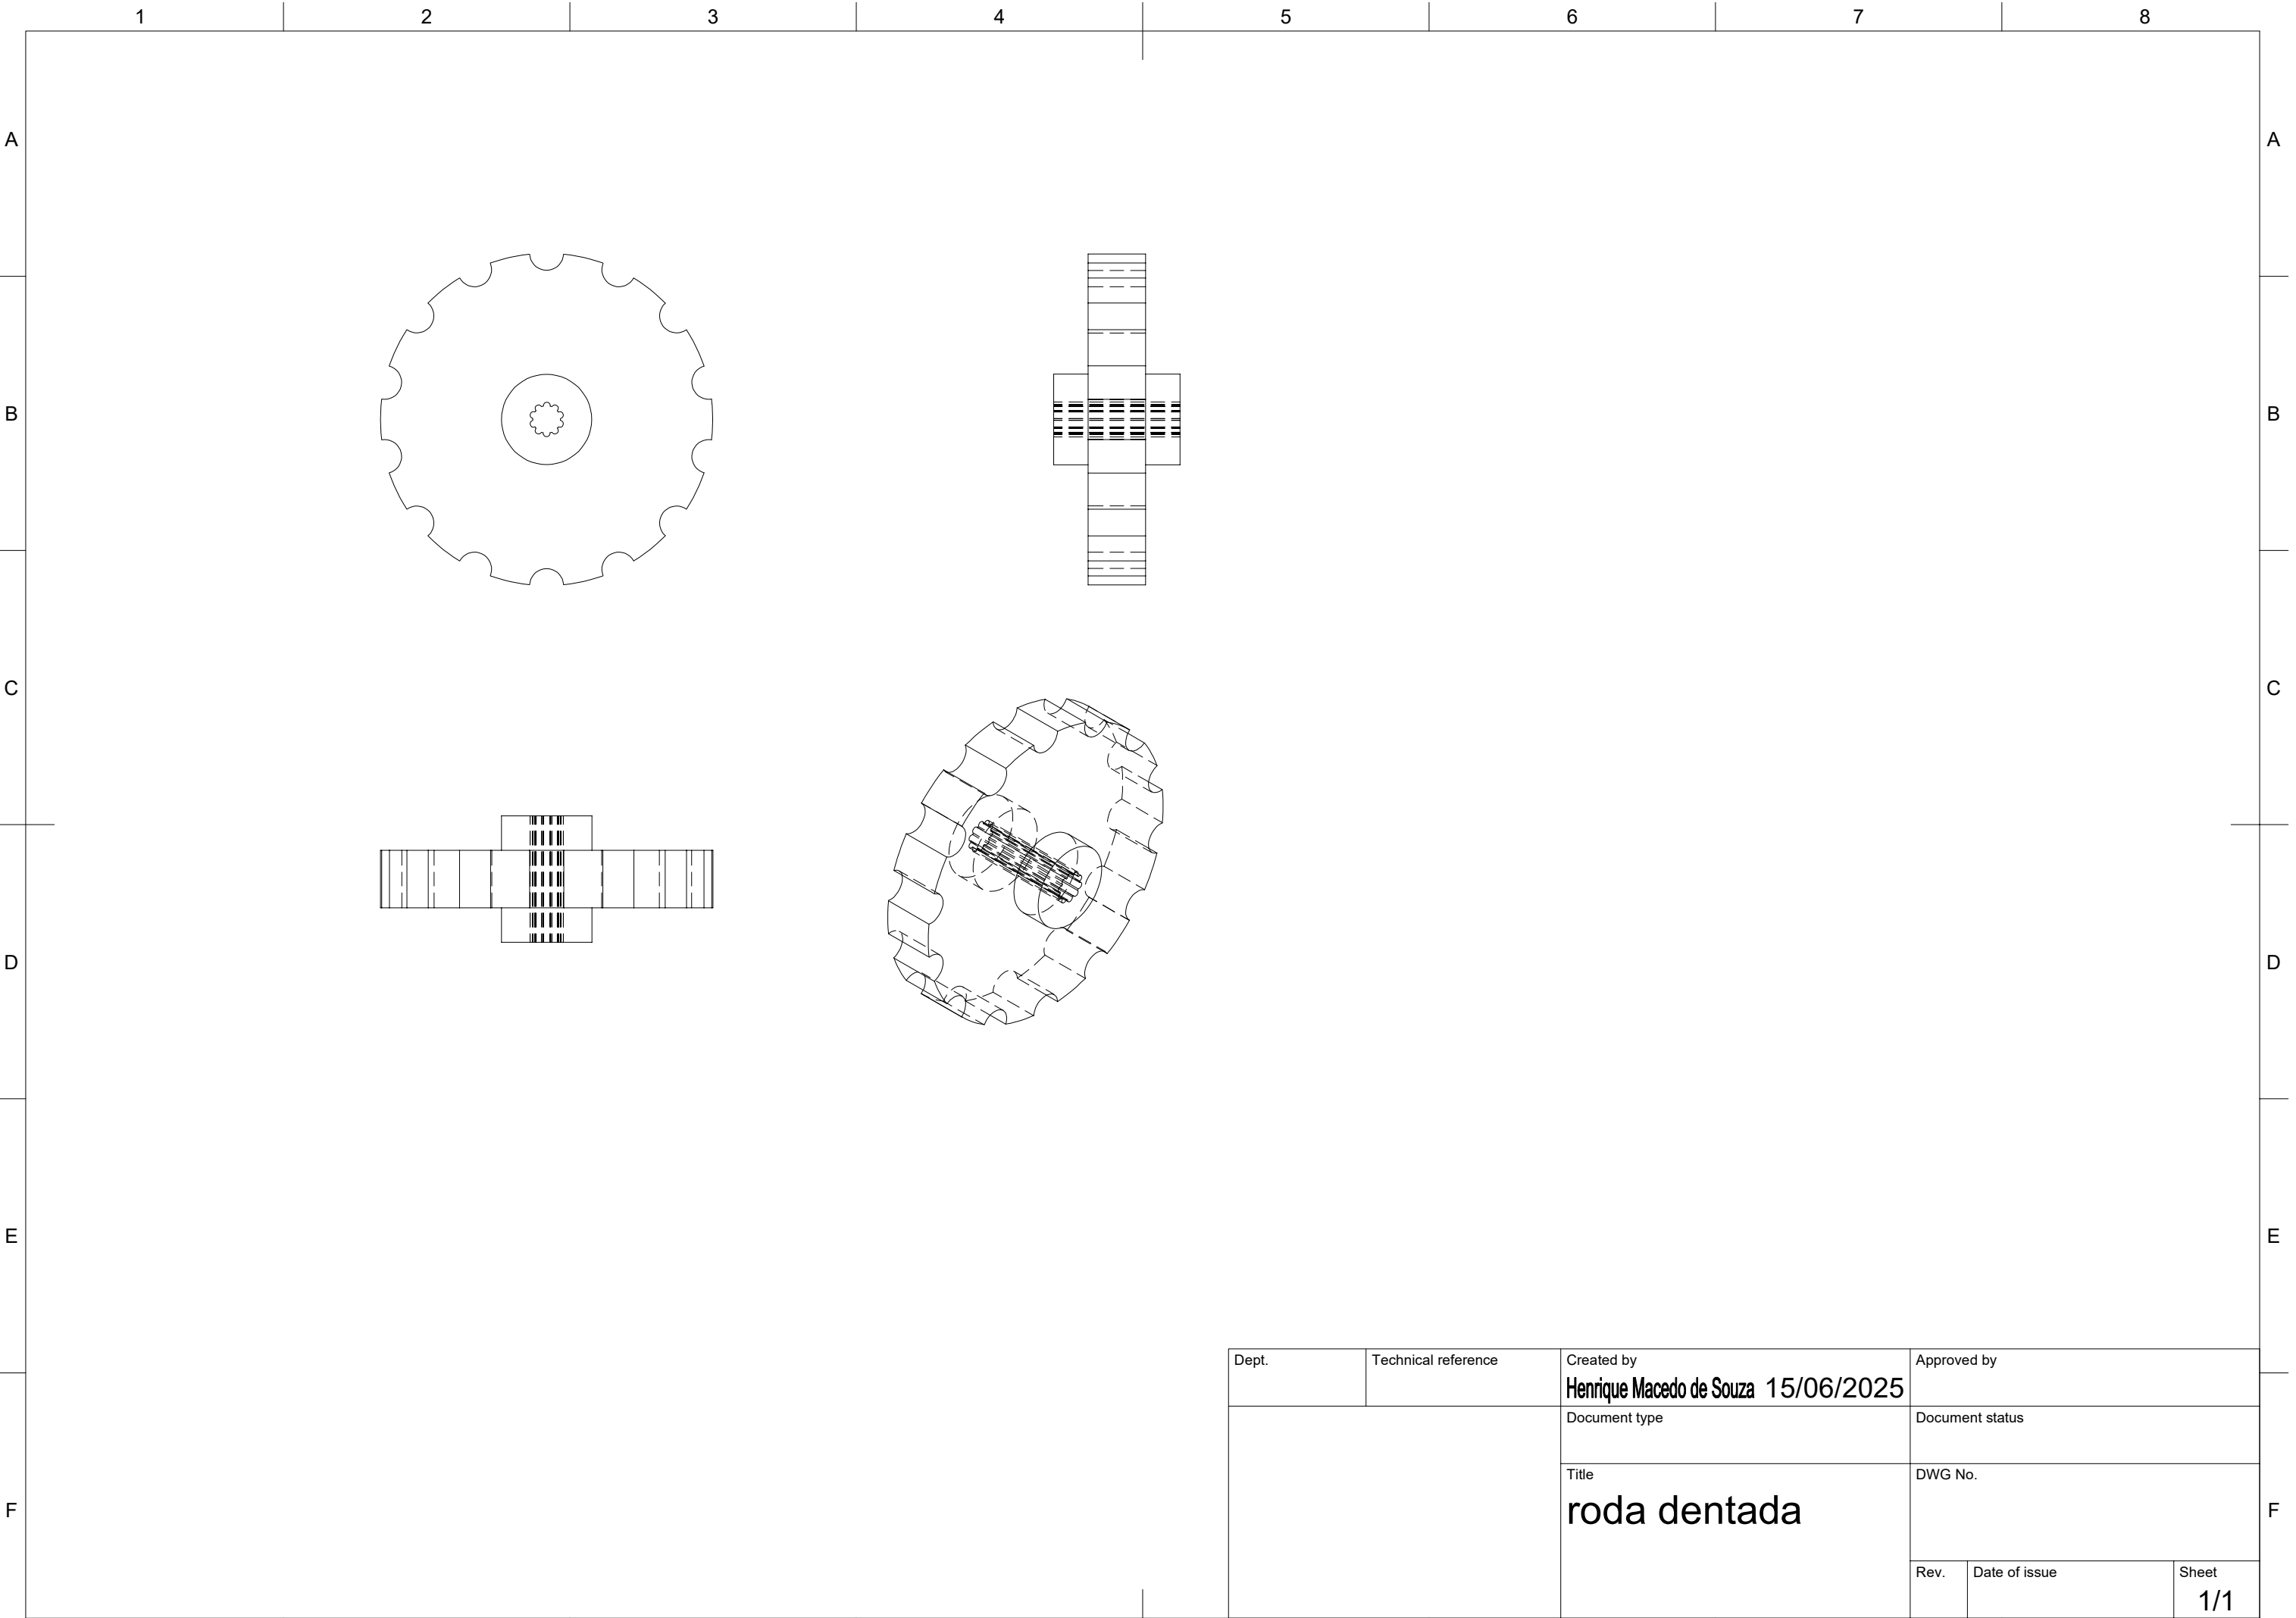 1 2 3 4 5 6 7 8
A A
B B
C C
D D
E E
F F
Dept. Technical reference Created by Approved by
Henrique Macedo de Souza 15/06/2025
Document type Document status
Title DWG No.
roda dentada
Rev. Date of issue Sheet
1/1